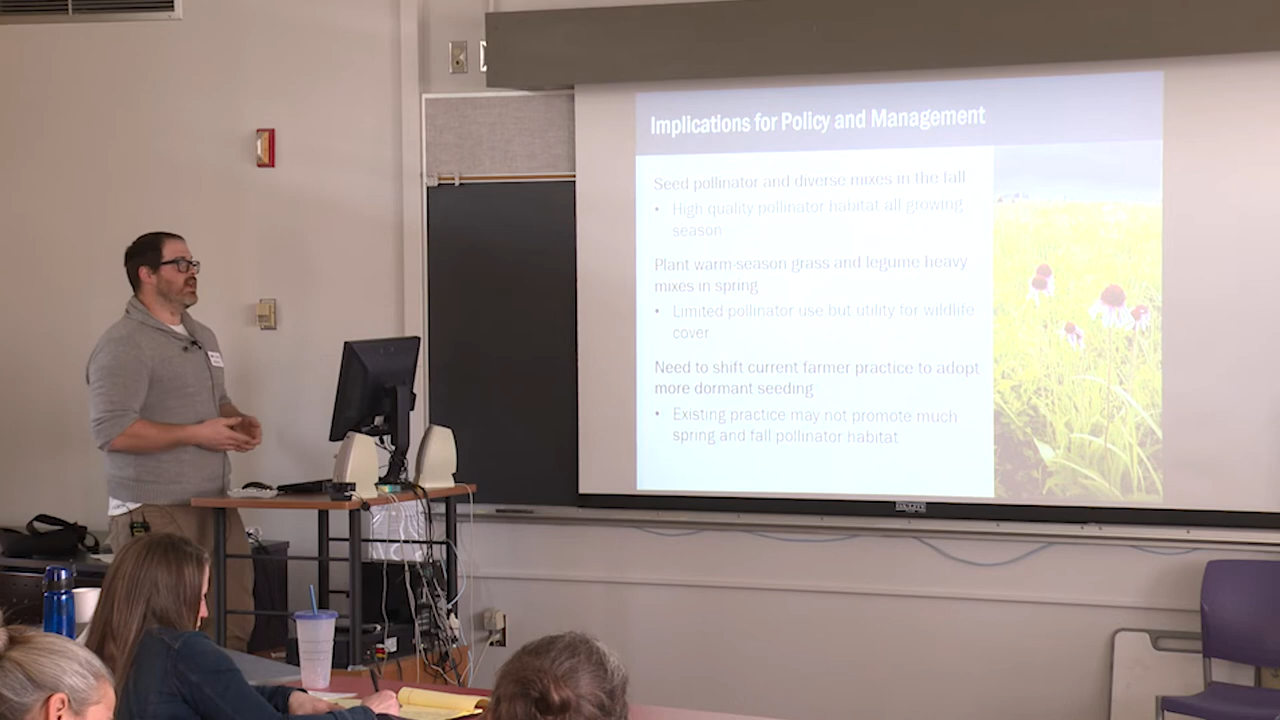 Implications for Policy and Management
Seed pollinator and diverse mixes in the fall
• High quality pollinator habitat all growing
season
Plant warm-season grass and legume heavy
mixes in spring
• Limited pollinator use but utility for wildlife
cover
Need to shift current farmer practice to adopt
more dormant seeding
• Existing practice may not promote much
spring and fall pollinator habitat
DA-LITE